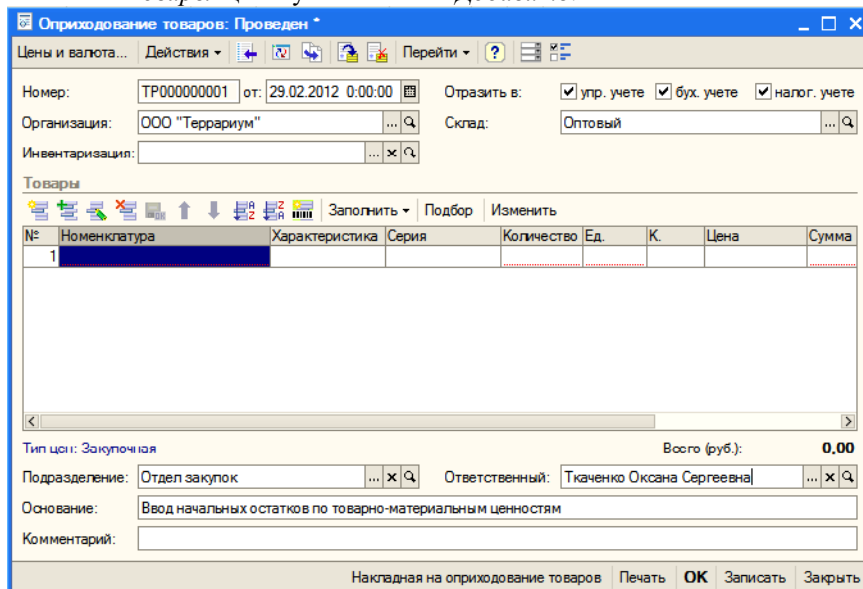 Оприходование товаров: Проведен *
Цены и валюта... Действия Перейти
Номер: ТР000000001 от: 29.02.2012 0:00:00 Отразить в: упр. учете бух. учете налог. учете
Организация: ООО "Террариум" ... Склад: Оптовый ...
Инвентаризация: ...
Товары
Заполнить Подбор Изменить
№ Номенклатура Характеристика Серия Количество Ед. К. Цена Сумма
1
Тип цен: Закупочная Всего (руб.): 0,00
Подразделение: Отдел закупок ... Ответственный: Ткаченко Оксана Сергеевна ...
Основание: Ввод начальных остатков по товарно-материальным ценностям
Комментарий:
Накладная на оприходование товаров Печать OK Записать Закрыть